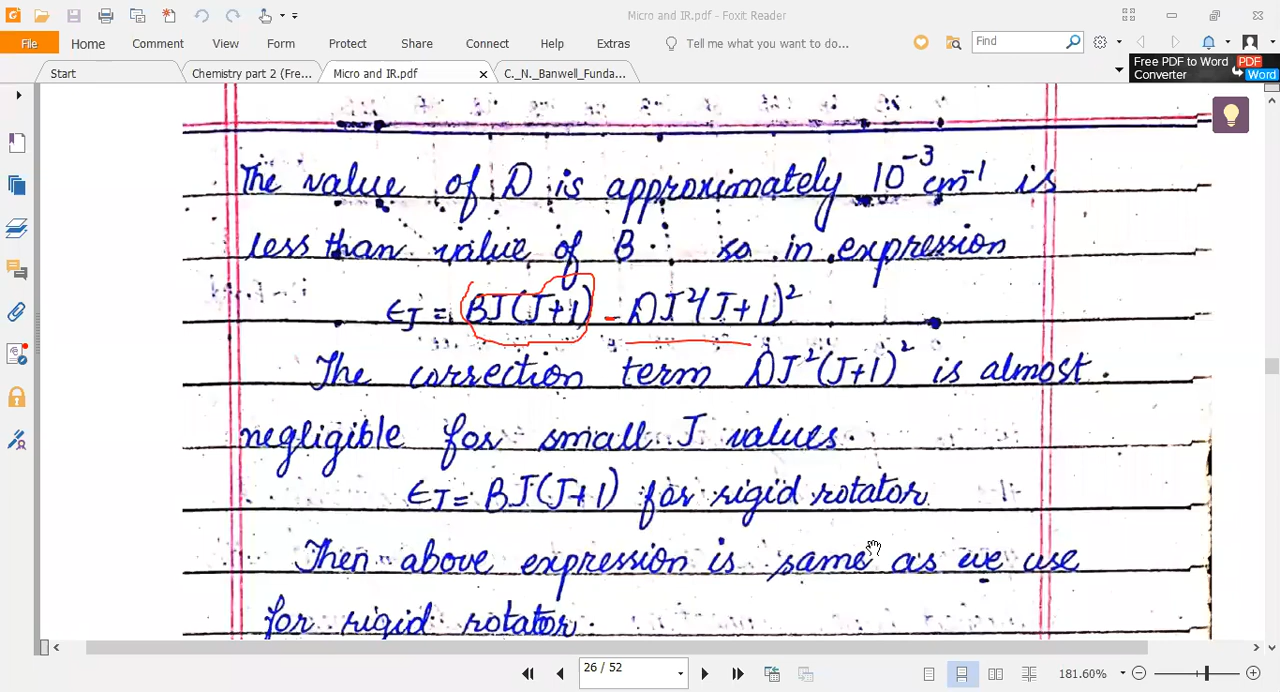 Micro and IR.pdf - Foxit Reader
File Home Comment View Form Protect Share Connect Help Extras Tell me what you want to do... Find
Start Chemistry part 2 (Fre... Micro and IR.pdf C._N._Banwell_Funda...
Free PDF to Word Converter PDF Word
The value of D is approximately 10⁻³ cm⁻¹ is
less than value of B so in expression
ϵJ = BJ(J+1) - DJ²(J+1)²
The correction term DJ²(J+1)² is almost
negligible for small J values.
ϵJ = BJ(J+1) for rigid rotator.
Then above expression is same as we use
for rigid rotator.
26 / 52 181.60%